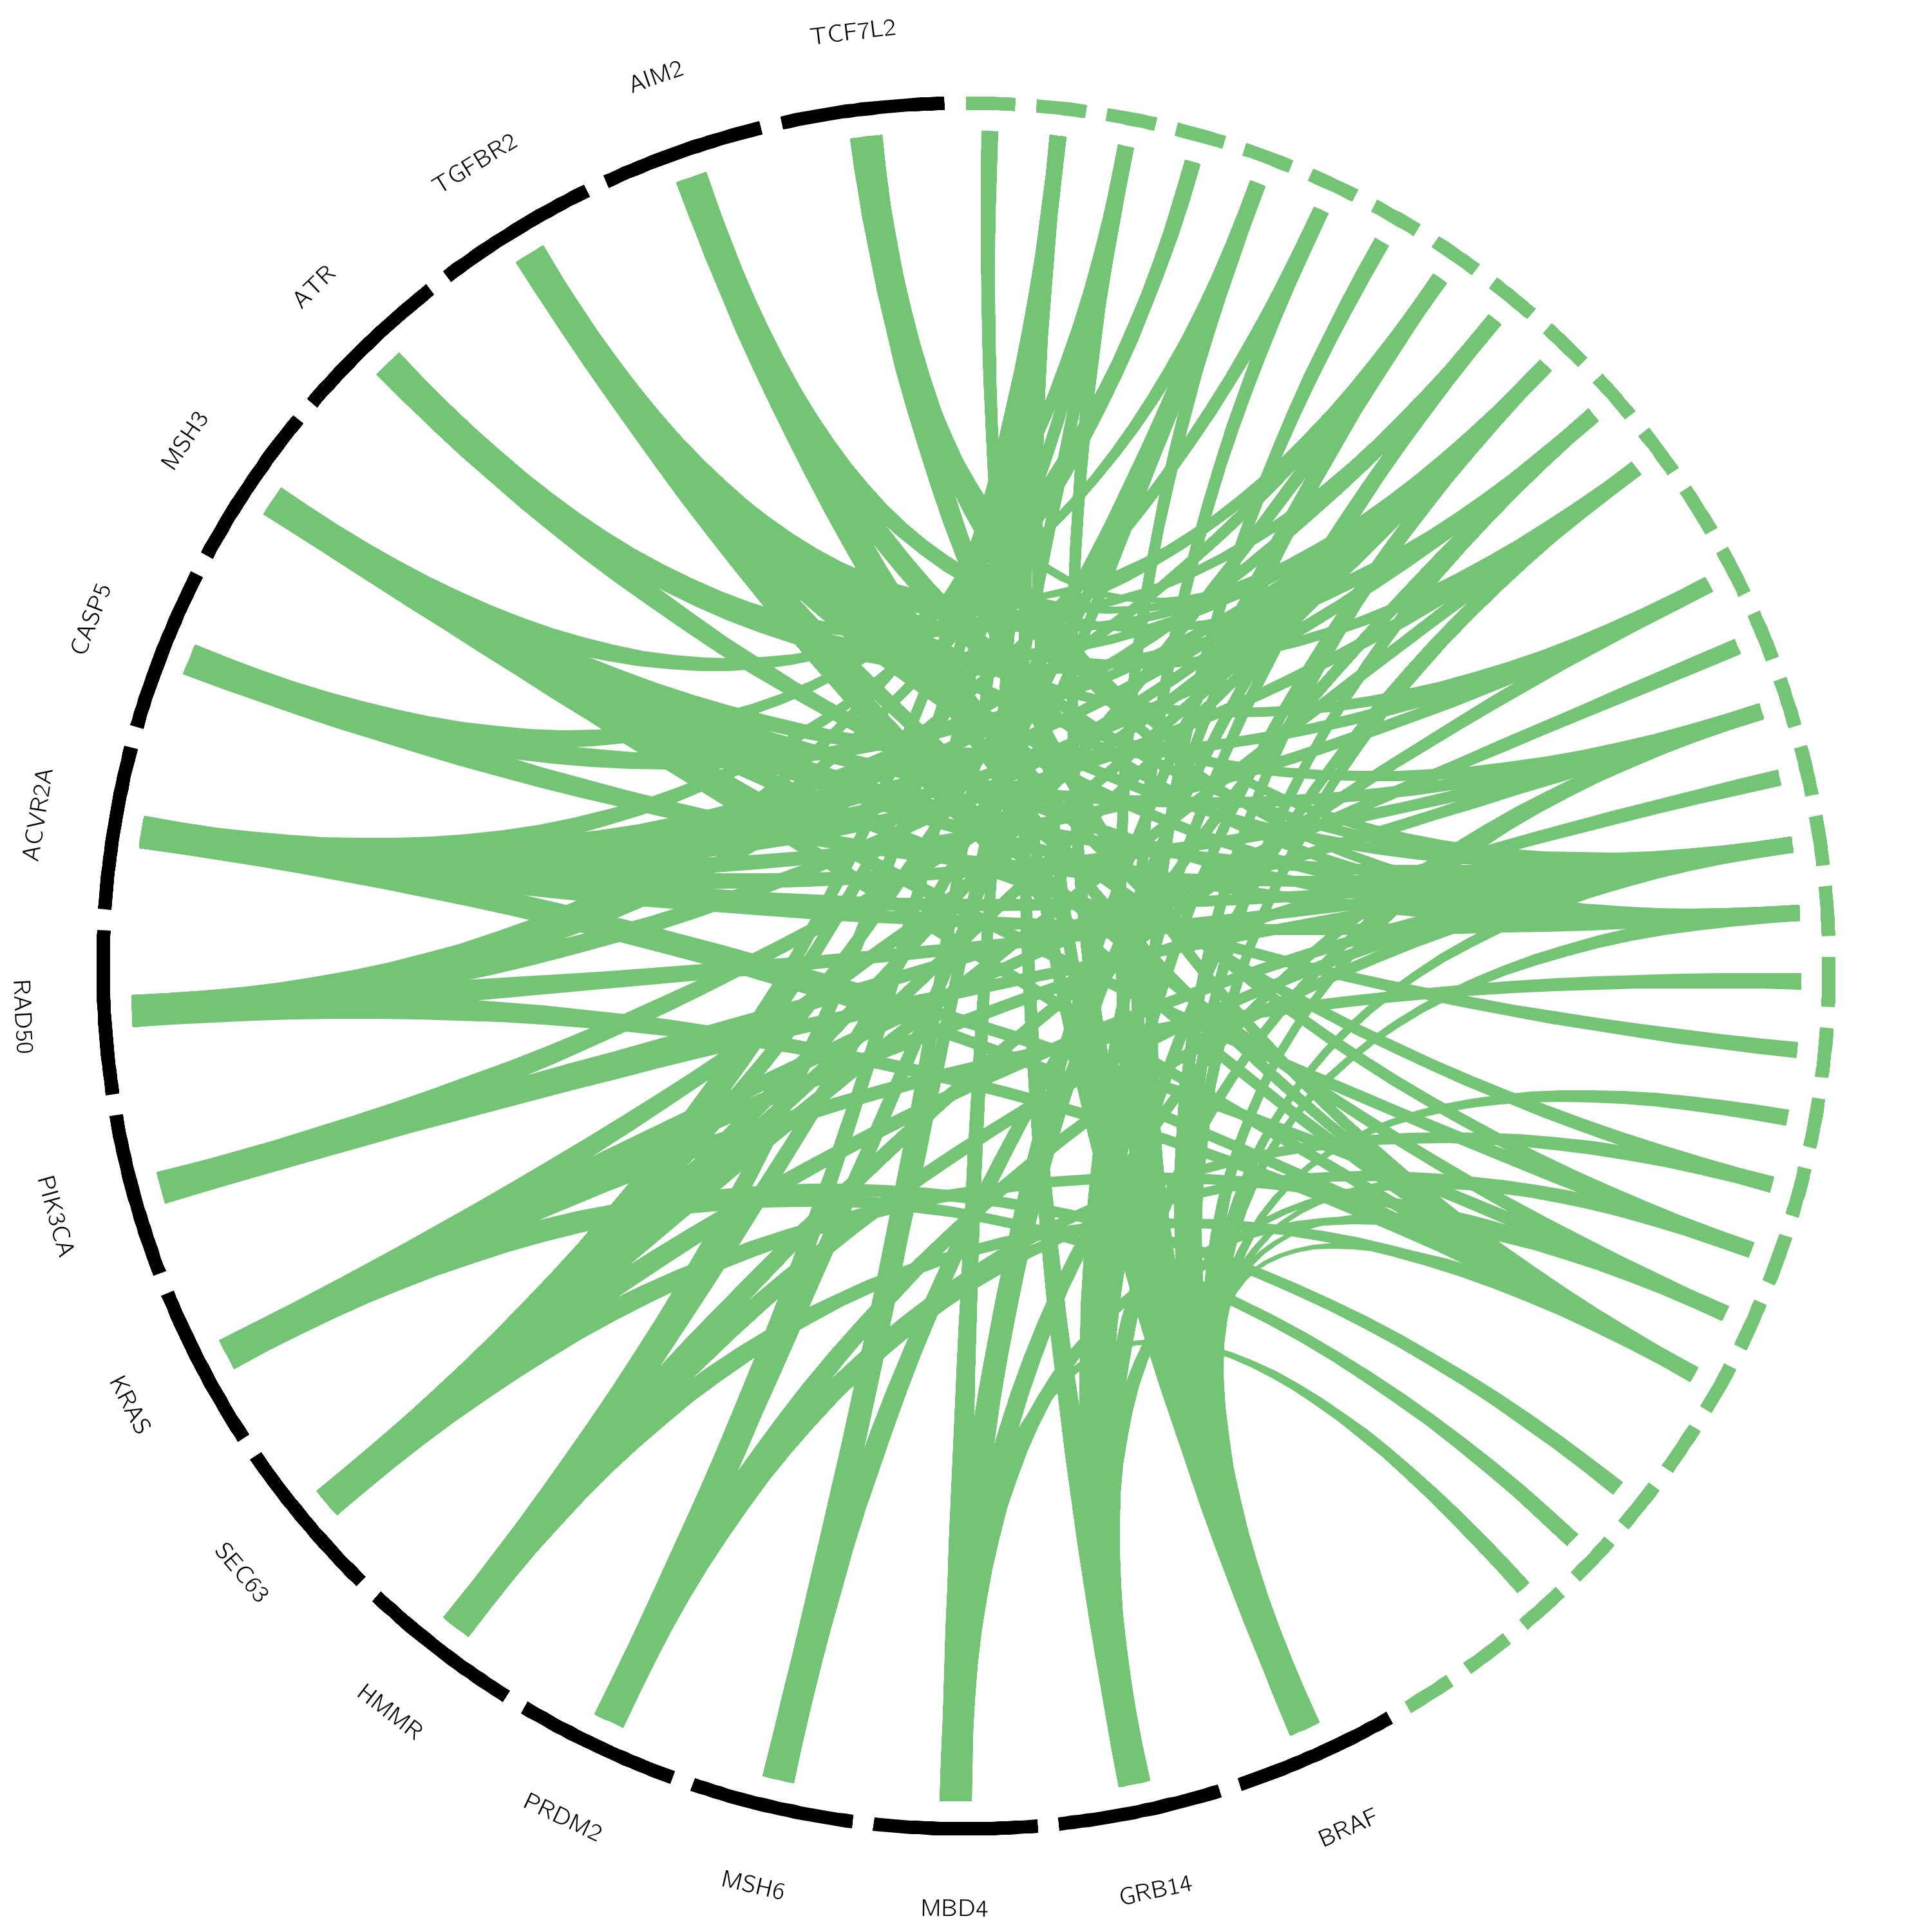 TCF7L2
AIM2
TGFBR2
ATR
MSH3
CASP5
ACVR2A
RAD50
PIK3CA
KRAS
SEC63
HMMR
PRDM2
MSH6
MBD4
GRB14
BRAF